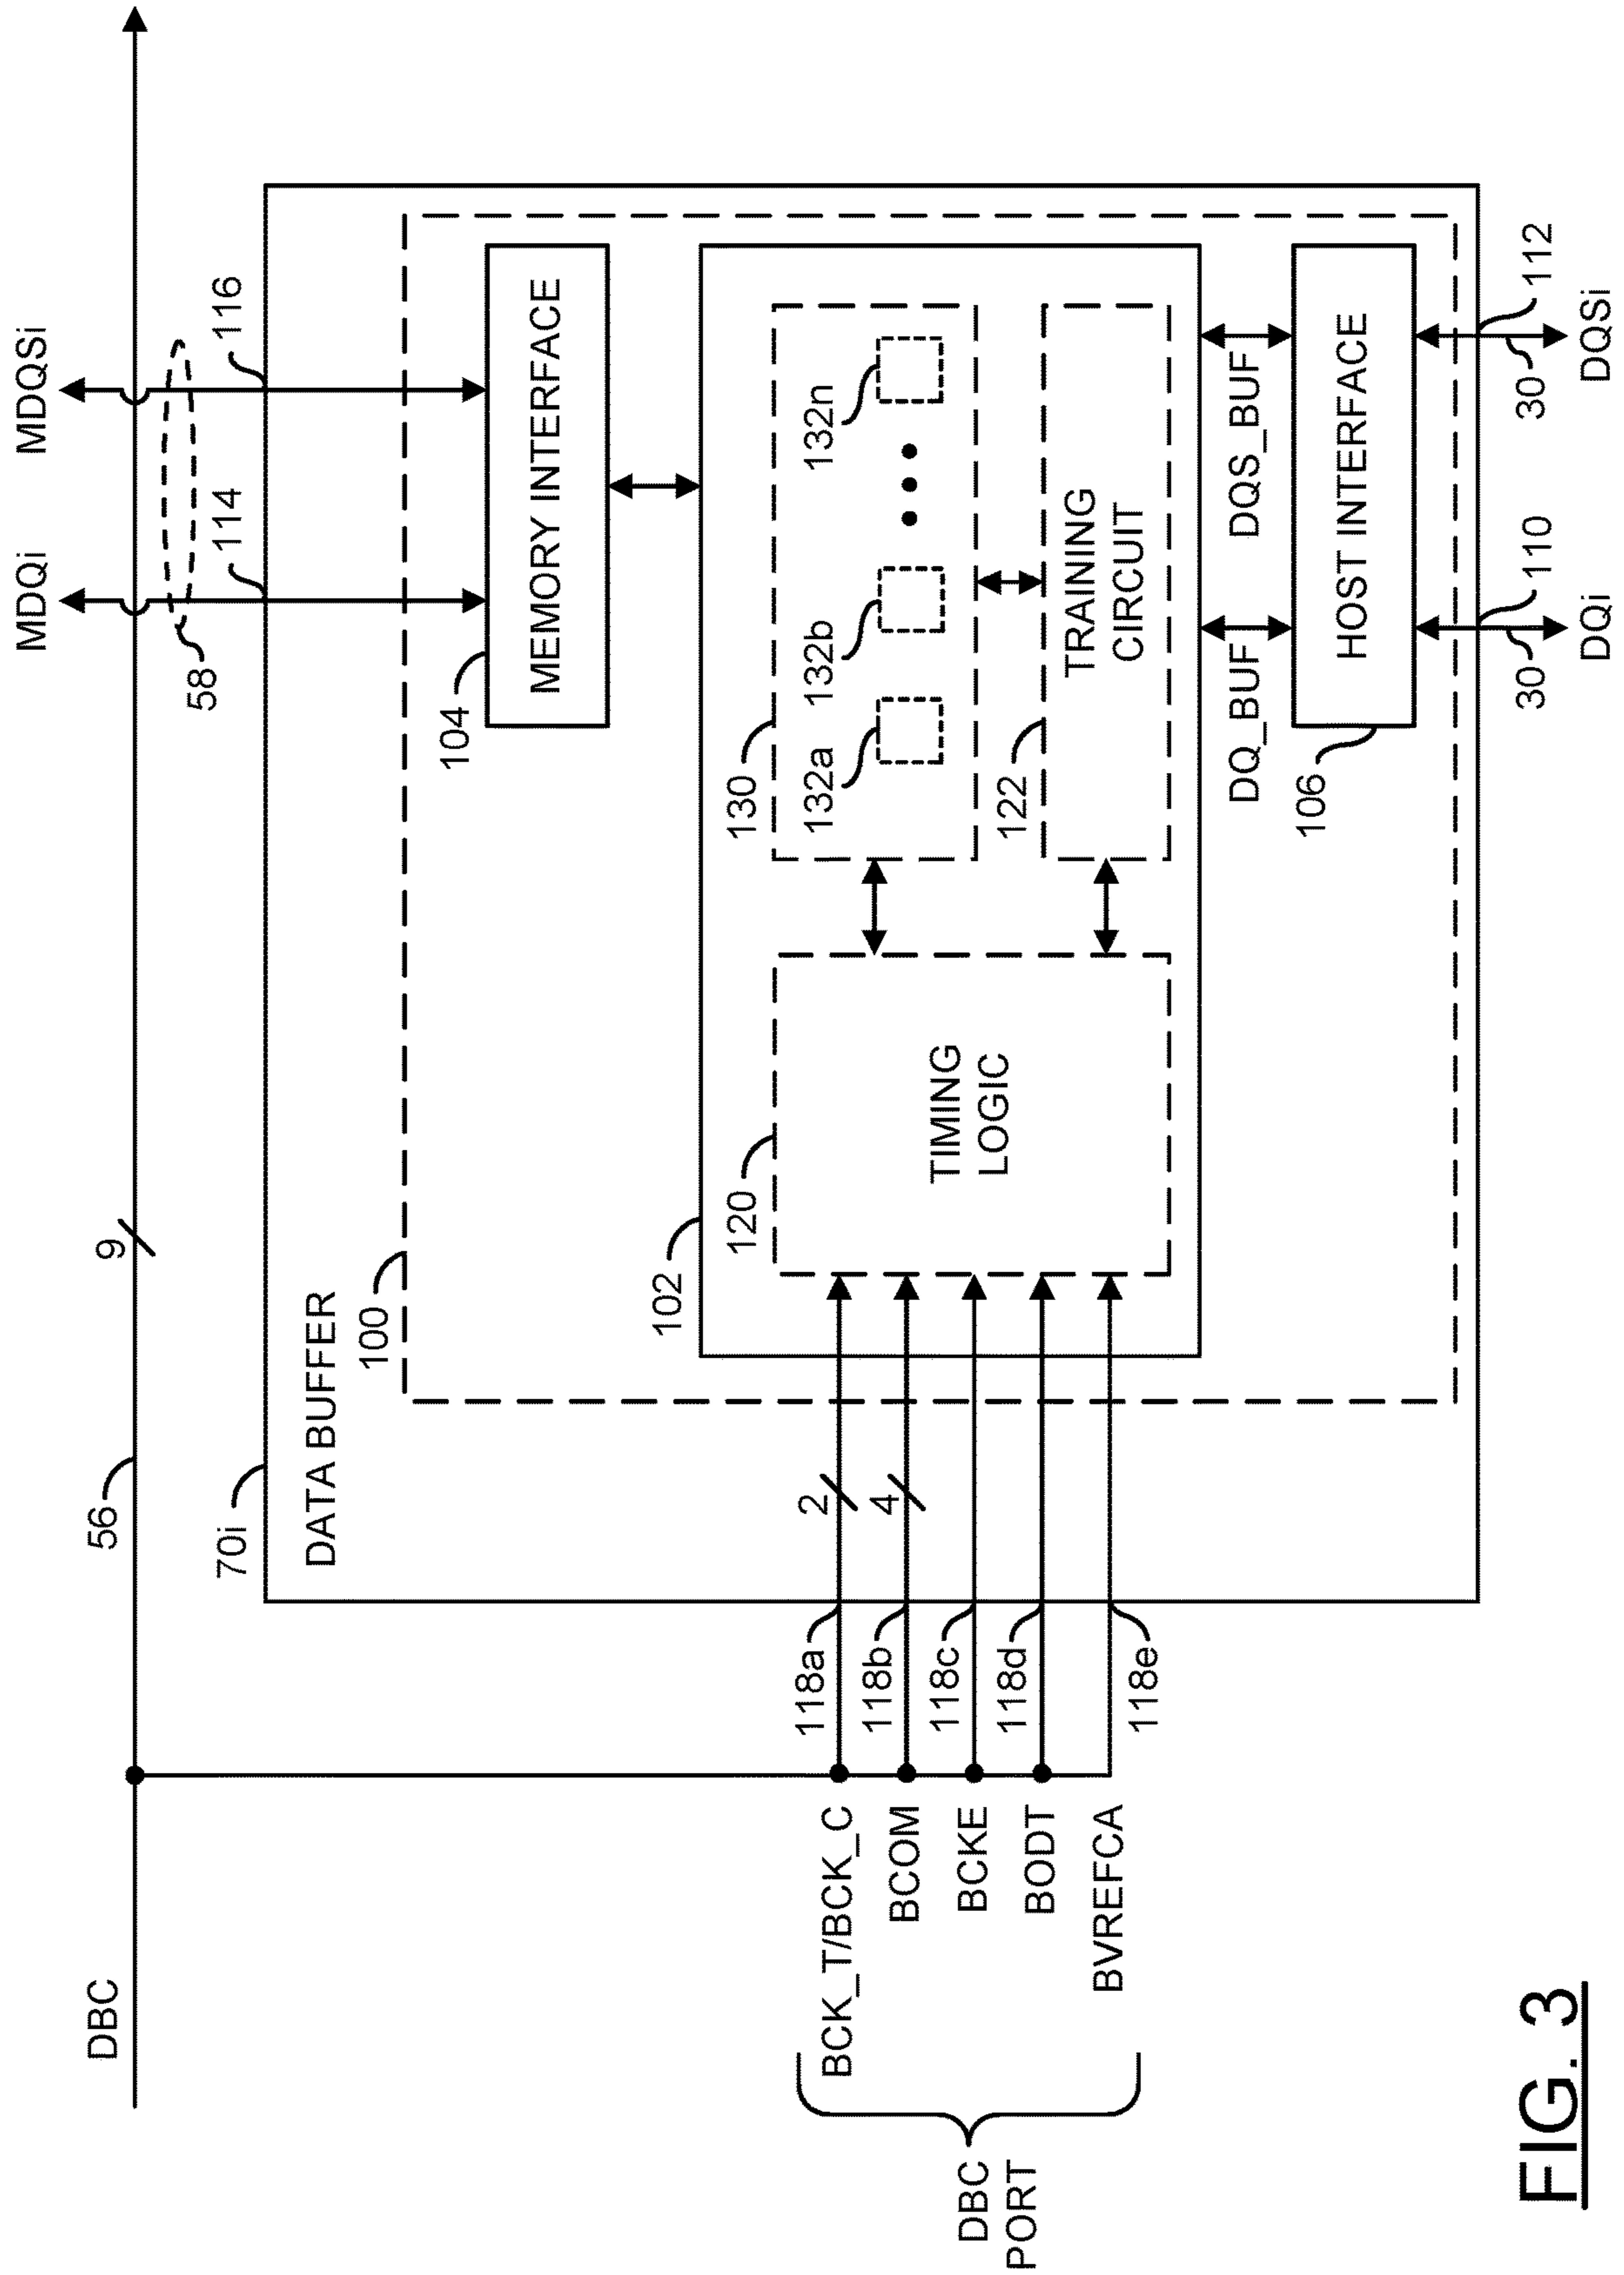 DBC
56
9
MDQi
MDQSi
58
114
116
70i
DATA BUFFER
100
104
MEMORY INTERFACE
102
120
TIMING
LOGIC
130
132a
132b
132n
122
TRAINING
CIRCUIT
DQ_BUF
DQS_BUF
106
HOST INTERFACE
30
110
30
112
DQi
DQSi
DBC
PORT
BCK_T/BCK_C
118a
2
BCOM
118b
4
BCKE
118c
BODT
118d
BVREFCA
118e
FIG. 3